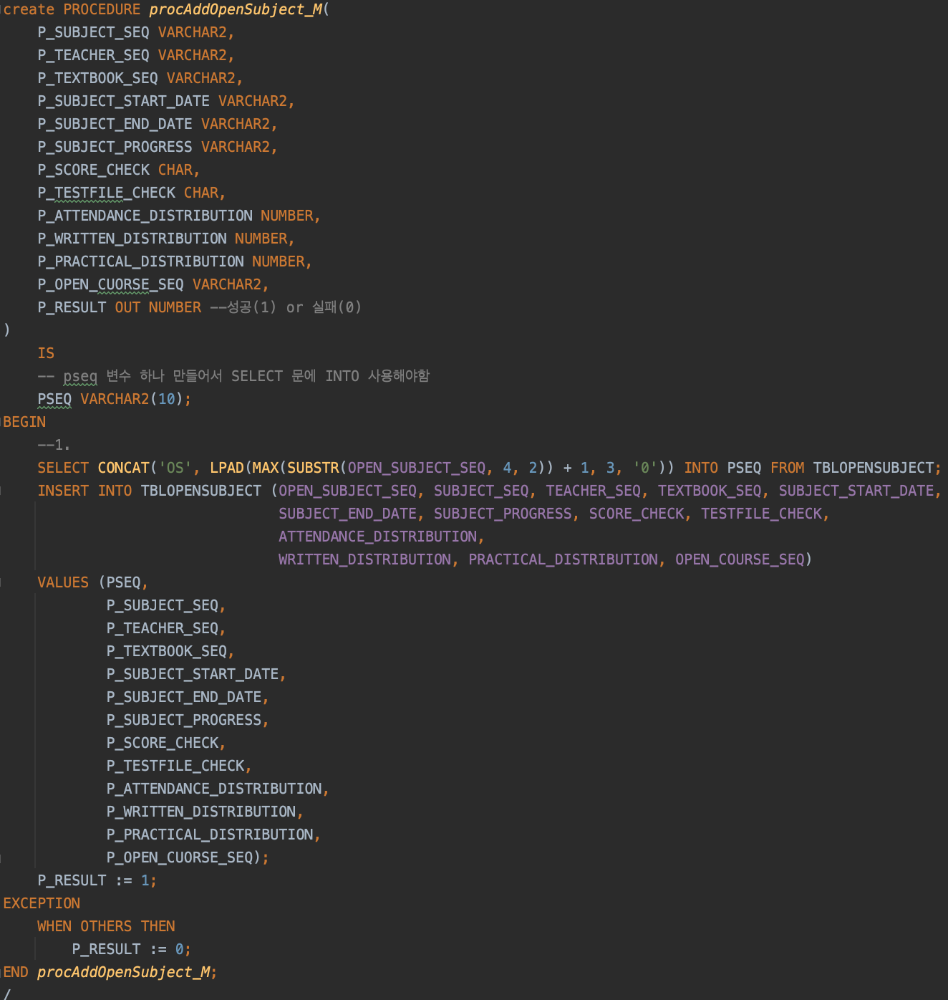 create PROCEDURE procAddOpenSubject_M(
    P_SUBJECT_SEQ VARCHAR2,
    P_TEACHER_SEQ VARCHAR2,
    P_TEXTBOOK_SEQ VARCHAR2,
    P_SUBJECT_START_DATE VARCHAR2,
    P_SUBJECT_END_DATE VARCHAR2,
    P_SUBJECT_PROGRESS VARCHAR2,
    P_SCORE_CHECK CHAR,
    P_TESTFILE_CHECK CHAR,
    P_ATTENDANCE_DISTRIBUTION NUMBER,
    P_WRITTEN_DISTRIBUTION NUMBER,
    P_PRACTICAL_DISTRIBUTION NUMBER,
    P_OPEN_CUORSE_SEQ VARCHAR2,
    P_RESULT OUT NUMBER --성공(1) or 실패(0)
)
    IS
    -- pseq 변수 하나 만들어서 SELECT 문에 INTO 사용해야함
    PSEQ VARCHAR2(10);
BEGIN
    --1.
    SELECT CONCAT('OS', LPAD(MAX(SUBSTR(OPEN_SUBJECT_SEQ, 4, 2)) + 1, 3, '0')) INTO PSEQ FROM TBLOPENSUBJECT;
    INSERT INTO TBLOPENSUBJECT (OPEN_SUBJECT_SEQ, SUBJECT_SEQ, TEACHER_SEQ, TEXTBOOK_SEQ, SUBJECT_START_DATE,
                                SUBJECT_END_DATE, SUBJECT_PROGRESS, SCORE_CHECK, TESTFILE_CHECK,
                                ATTENDANCE_DISTRIBUTION,
                                WRITTEN_DISTRIBUTION, PRACTICAL_DISTRIBUTION, OPEN_COURSE_SEQ)
    VALUES (PSEQ,
            P_SUBJECT_SEQ,
            P_TEACHER_SEQ,
            P_TEXTBOOK_SEQ,
            P_SUBJECT_START_DATE,
            P_SUBJECT_END_DATE,
            P_SUBJECT_PROGRESS,
            P_SCORE_CHECK,
            P_TESTFILE_CHECK,
            P_ATTENDANCE_DISTRIBUTION,
            P_WRITTEN_DISTRIBUTION,
            P_PRACTICAL_DISTRIBUTION,
            P_OPEN_CUORSE_SEQ);
    P_RESULT := 1;
EXCEPTION
    WHEN OTHERS THEN
        P_RESULT := 0;
END procAddOpenSubject_M;
/